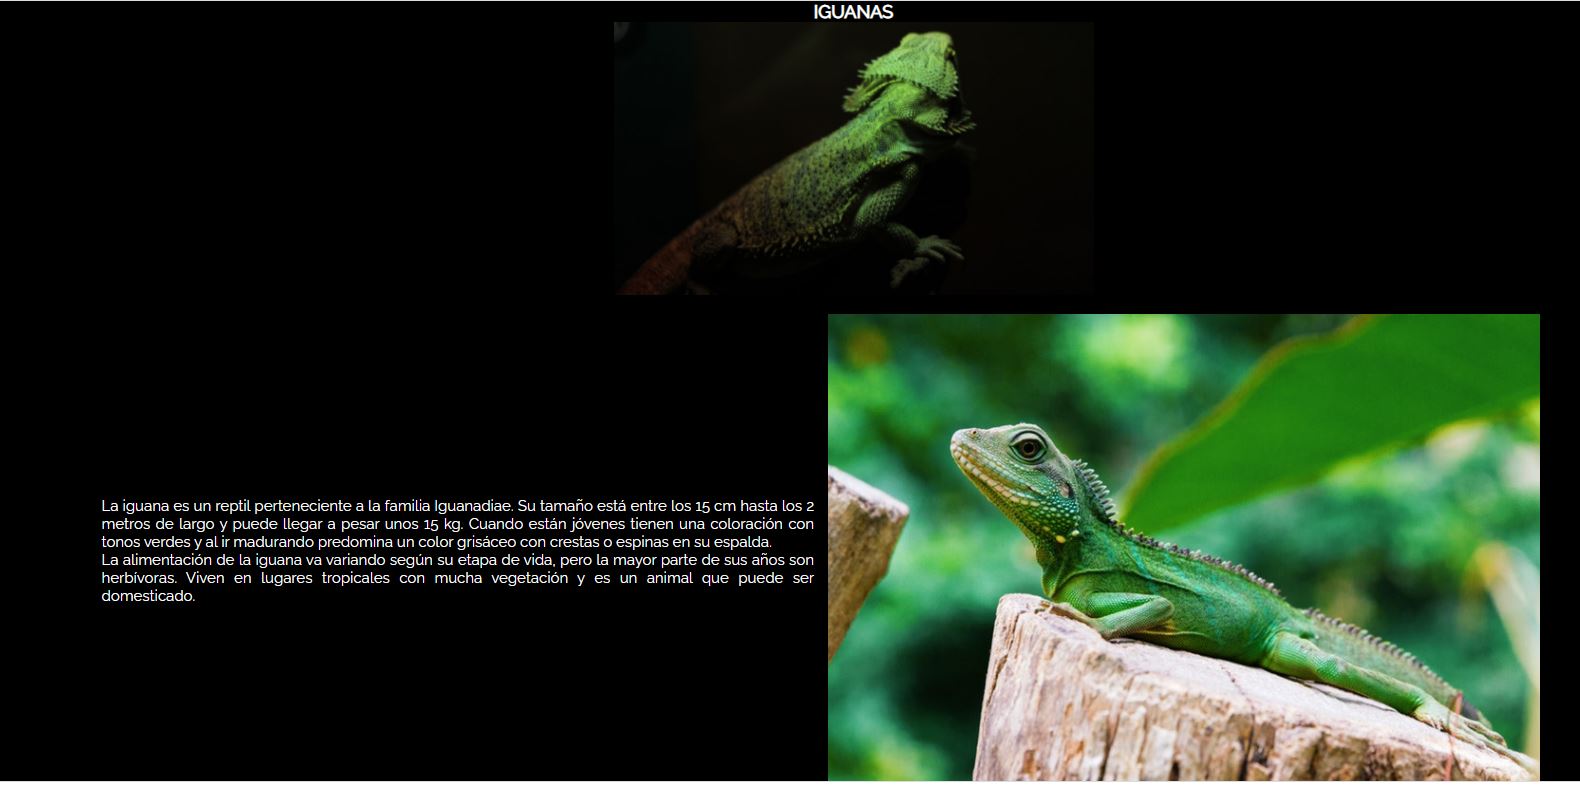 IGUANAS
La iguana es un reptil perteneciente a la familia Iguanadiae. Su tamaño está entre los 15 cm hasta los 2
metros de largo y puede llegar a pesar unos 15 kg. Cuando están jóvenes tienen una coloración con
tonos verdes y al ir madurando predomina un color grisáceo con crestas o espinas en su espalda.
La alimentación de la iguana va variando según su etapa de vida, pero la mayor parte de sus años son
herbívoras. Viven en lugares tropicales con mucha vegetación y es un animal que puede ser
domesticado.